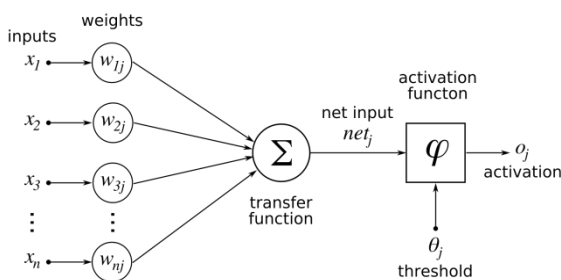 inputs
weights
x1
w1j
x2
w2j
x3
w3j
⋮
⋮
xn
wnj
Σ
transfer
function
net input
netj
activation
functon
φ
oj
activation
θj
threshold